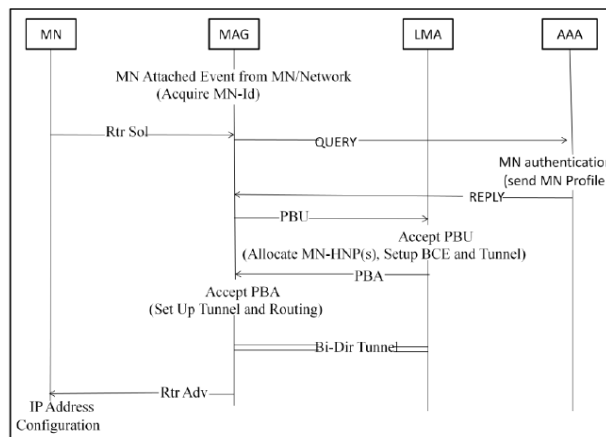 MN MAG LMA AAA
MN Attached Event from MN/Network
(Acquire MN-Id)
Rtr Sol
QUERY
MN authentication
(send MN Profile
REPLY
PBU
Accept PBU
(Allocate MN-HNP(s), Setup BCE and Tunnel)
PBA
Accept PBA
(Set Up Tunnel and Routing)
Bi-Dir Tunnel
Rtr Adv
IP Address
Configuration